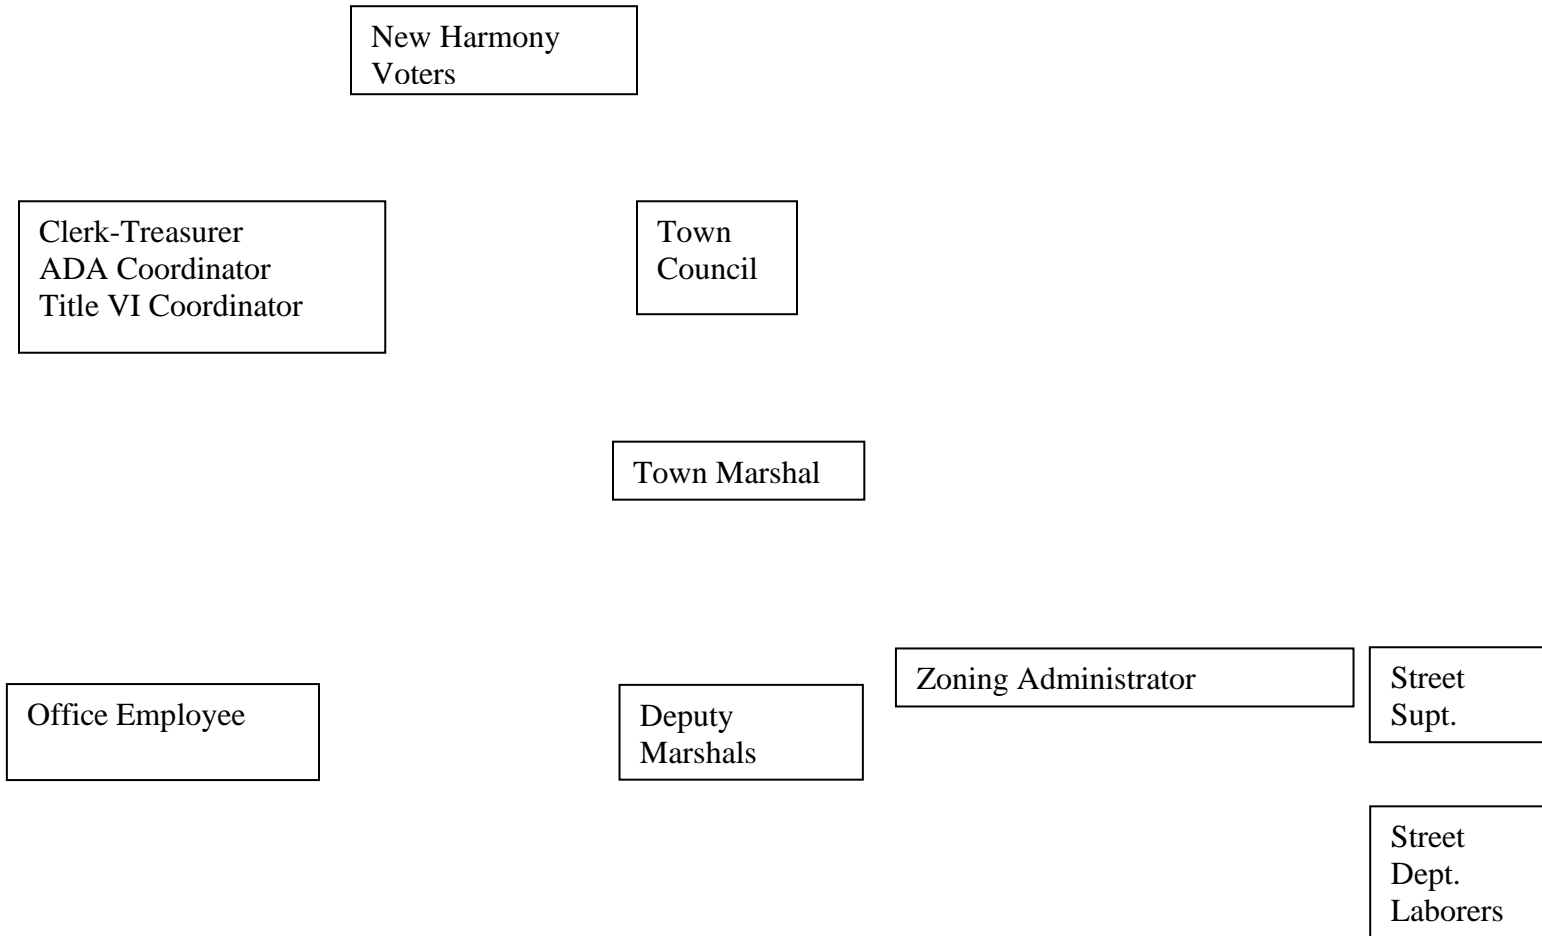 New Harmony
Voters
Clerk-Treasurer
ADA Coordinator
Title VI Coordinator
Town
Council
Town Marshal
Office Employee
Deputy
Marshals
Zoning Administrator
Street
Supt.
Street
Dept.
Laborers